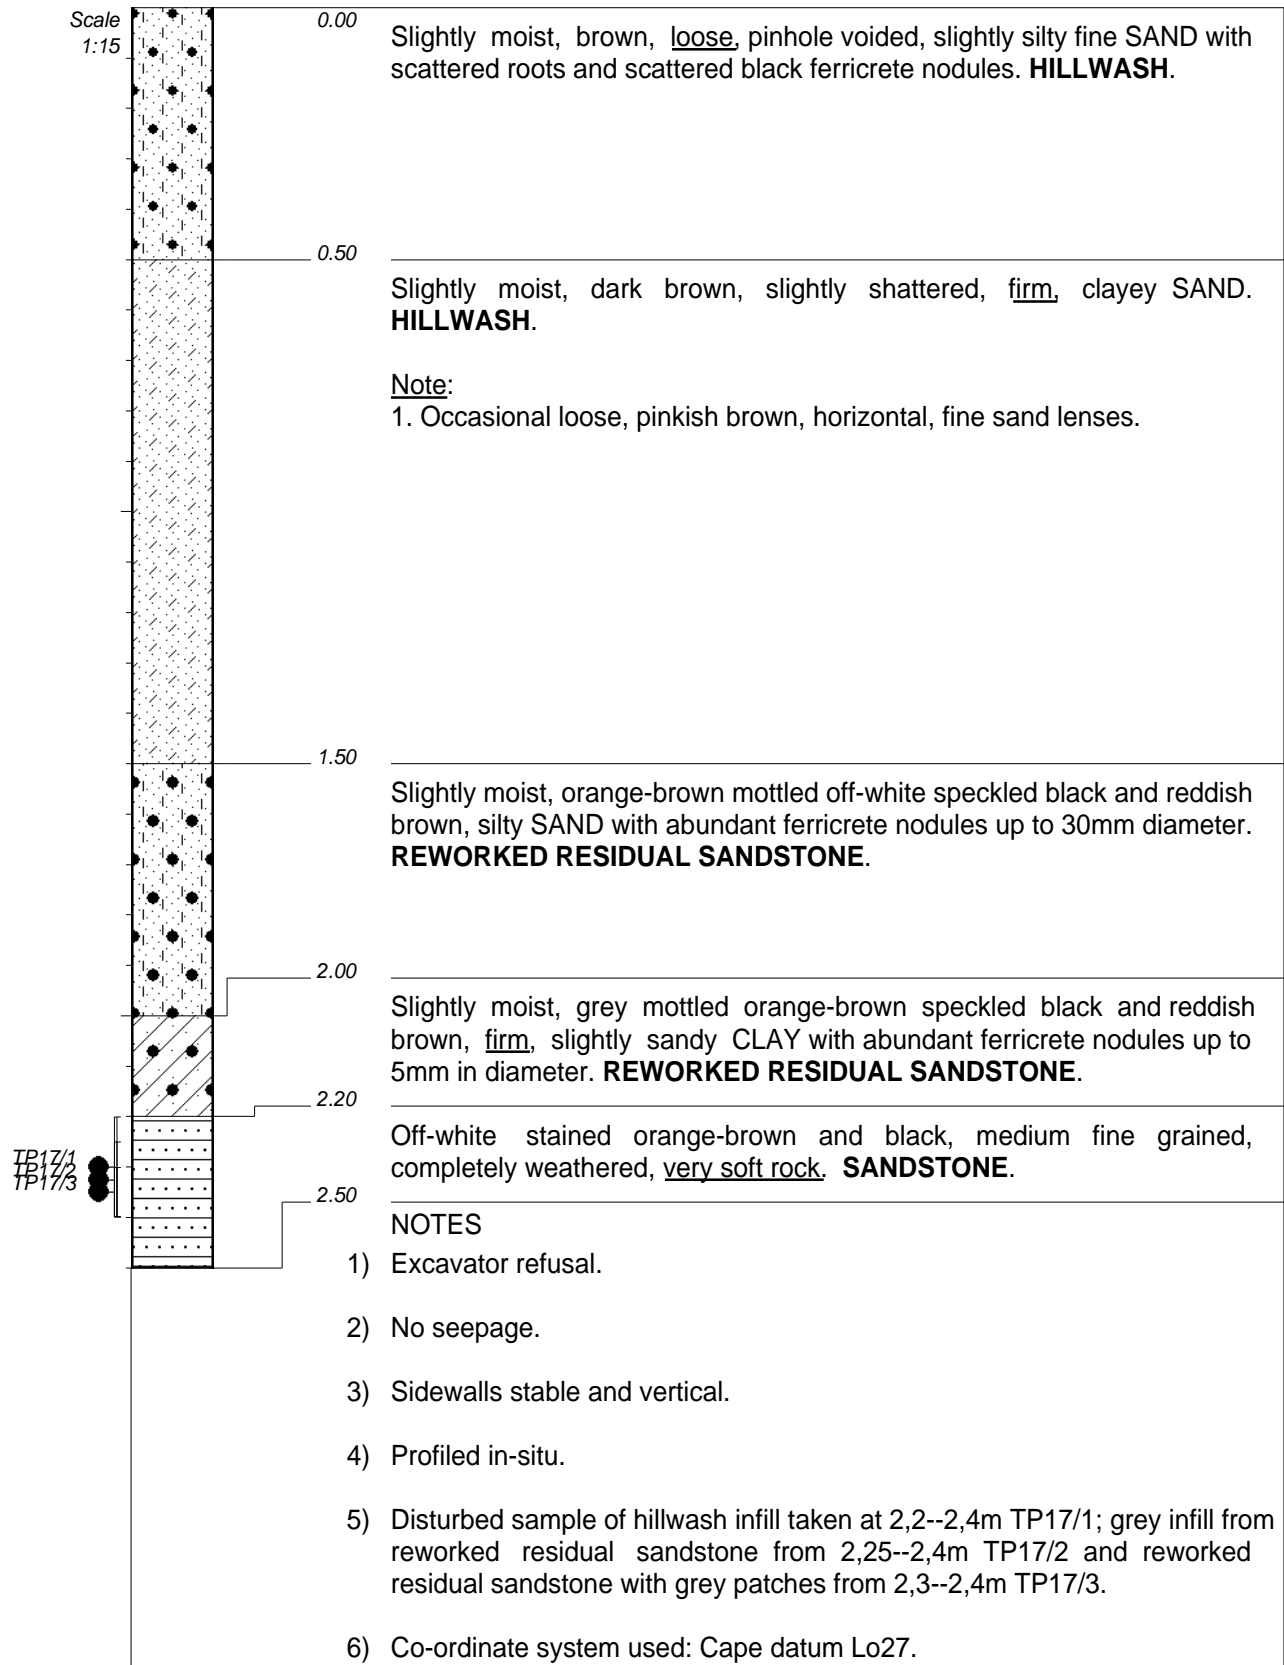 Scale
1:15
0.00
Slightly moist, brown, loose, pinhole voided, slightly silty fine SAND with
scattered roots and scattered black ferricrete nodules. HILLWASH.
0.50
Slightly moist, dark brown, slightly shattered, firm, clayey SAND.
HILLWASH.
Note:
1. Occasional loose, pinkish brown, horizontal, fine sand lenses.
1.50
Slightly moist, orange-brown mottled off-white speckled black and reddish
brown, silty SAND with abundant ferricrete nodules up to 30mm diameter.
REWORKED RESIDUAL SANDSTONE.
2.00
Slightly moist, grey mottled orange-brown speckled black and reddish
brown, firm, slightly sandy CLAY with abundant ferricrete nodules up to
5mm in diameter. REWORKED RESIDUAL SANDSTONE.
2.20
Off-white stained orange-brown and black, medium fine grained,
completely weathered, very soft rock. SANDSTONE.
TP17/1
TP17/2
TP17/3
2.50
NOTES
1) Excavator refusal.
2) No seepage.
3) Sidewalls stable and vertical.
4) Profiled in-situ.
5) Disturbed sample of hillwash infill taken at 2,2--2,4m TP17/1; grey infill from
reworked residual sandstone from 2,25--2,4m TP17/2 and reworked
residual sandstone with grey patches from 2,3--2,4m TP17/3.
6) Co-ordinate system used: Cape datum Lo27.